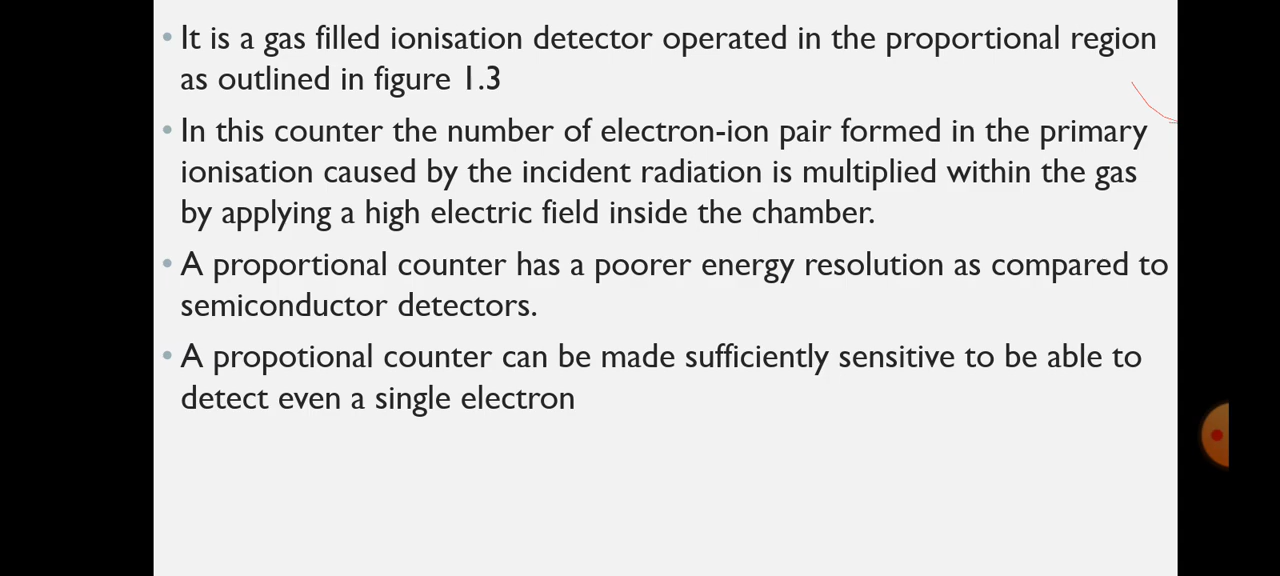 • It is a gas filled ionisation detector operated in the proportional region
as outlined in figure 1.3
• In this counter the number of electron-ion pair formed in the primary
ionisation caused by the incident radiation is multiplied within the gas
by applying a high electric field inside the chamber.
• A proportional counter has a poorer energy resolution as compared to
semiconductor detectors.
• A propotional counter can be made sufficiently sensitive to be able to
detect even a single electron